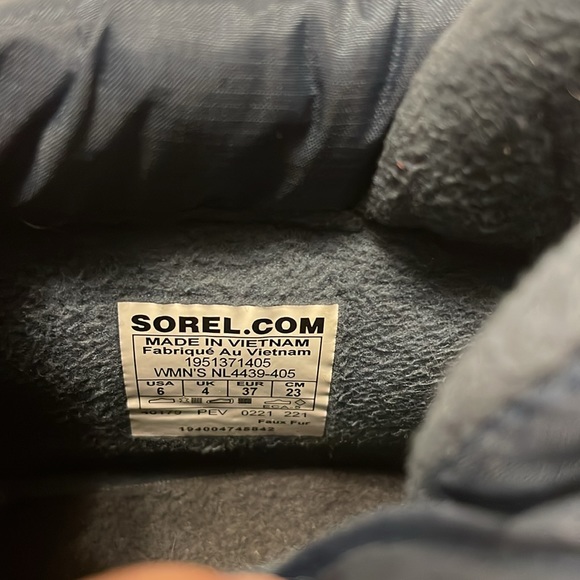 SOREL.COM
MADE IN VIETNAM
Fabriqué Au Vietnam
1951371405
WMN'S NL4439-405
USA UK EUR CM
6 4 37 23
PEV 0221 221
Faux Fur